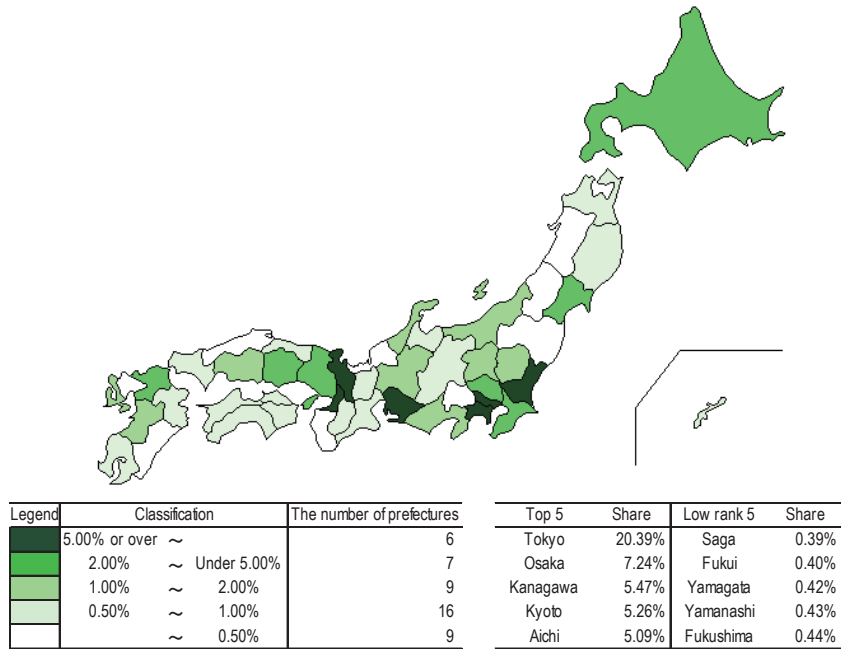 Legend Classification The number of prefectures
5.00% or over ~ 6
2.00% ~ Under 5.00% 7
1.00% ~ 2.00% 9
0.50% ~ 1.00% 16
~ 0.50% 9
Top 5 Share Low rank 5 Share
Tokyo 20.39% Saga 0.39%
Osaka 7.24% Fukui 0.40%
Kanagawa 5.47% Yamagata 0.42%
Kyoto 5.26% Yamanashi 0.43%
Aichi 5.09% Fukushima 0.44%